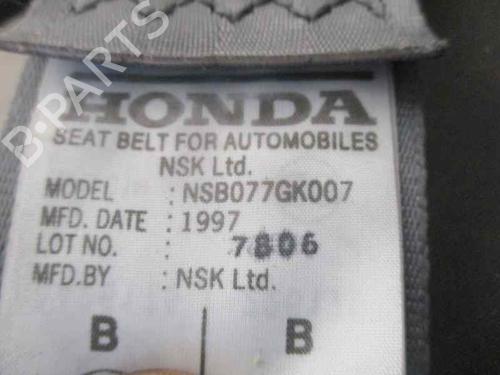 HONDA
SEAT BELT FOR AUTOMOBILES
NSK Ltd.
MODEL : NSB077GK007
MFD. DATE : 1997
LOT NO. 7806
MFD.BY : NSK Ltd.
B B
B-PARTS